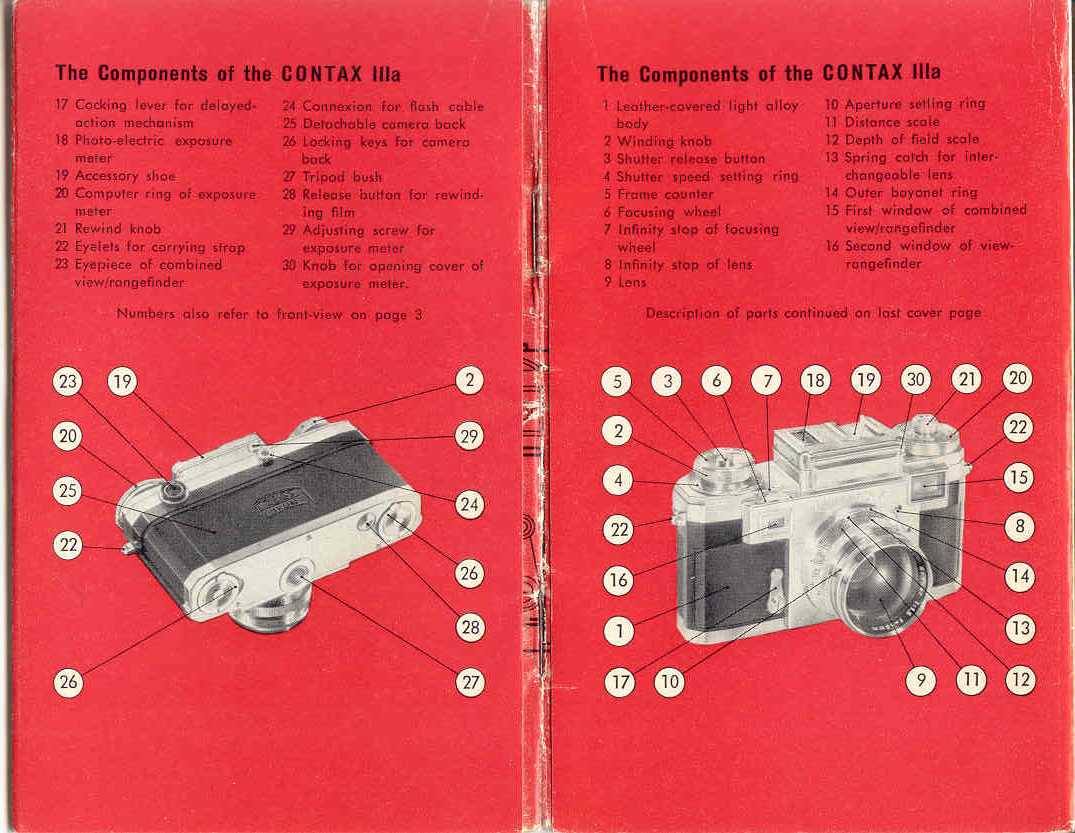 The Components of the CONTAX IIIa
17 Cocking lever for delayed-
action mechanism
18 Photo-electric exposure
meter
19 Accessory shoe
20 Computer ring of exposure
meter
21 Rewind knob
22 Eyelets for carrying strap
23 Eyepiece of combined
view/rangefinder
24 Connexion for flash cable
25 Detachable camera back
26 Locking keys for camera
back
27 Tripod bush
28 Release button for rewind-
ing film
29 Adjusting screw for
exposure meter
30 Knob for opening cover of
exposure meter.
Numbers also refer to front-view on page 3
23 19 2
20 29
25 24
22 26
28
26 27
The Components of the CONTAX IIIa
1 Leather-covered light alloy
body
2 Winding knob
3 Shutter release button
4 Shutter speed setting ring
5 Frame counter
6 Focusing wheel
7 Infinity stop of focusing
wheel
8 Infinity stop of lens
9 Lens
10 Aperture setting ring
11 Distance scale
12 Depth of field scale
13 Spring catch for inter-
changeable lens
14 Outer bayonet ring
15 First window of combined
view/rangefinder
16 Second window of view-
rangefinder
Description of parts continued on last cover page
5 3 6 7 18 19 30 21 20
2 22
4 15
22 8
16 14
1 13
17 10 9 11 12